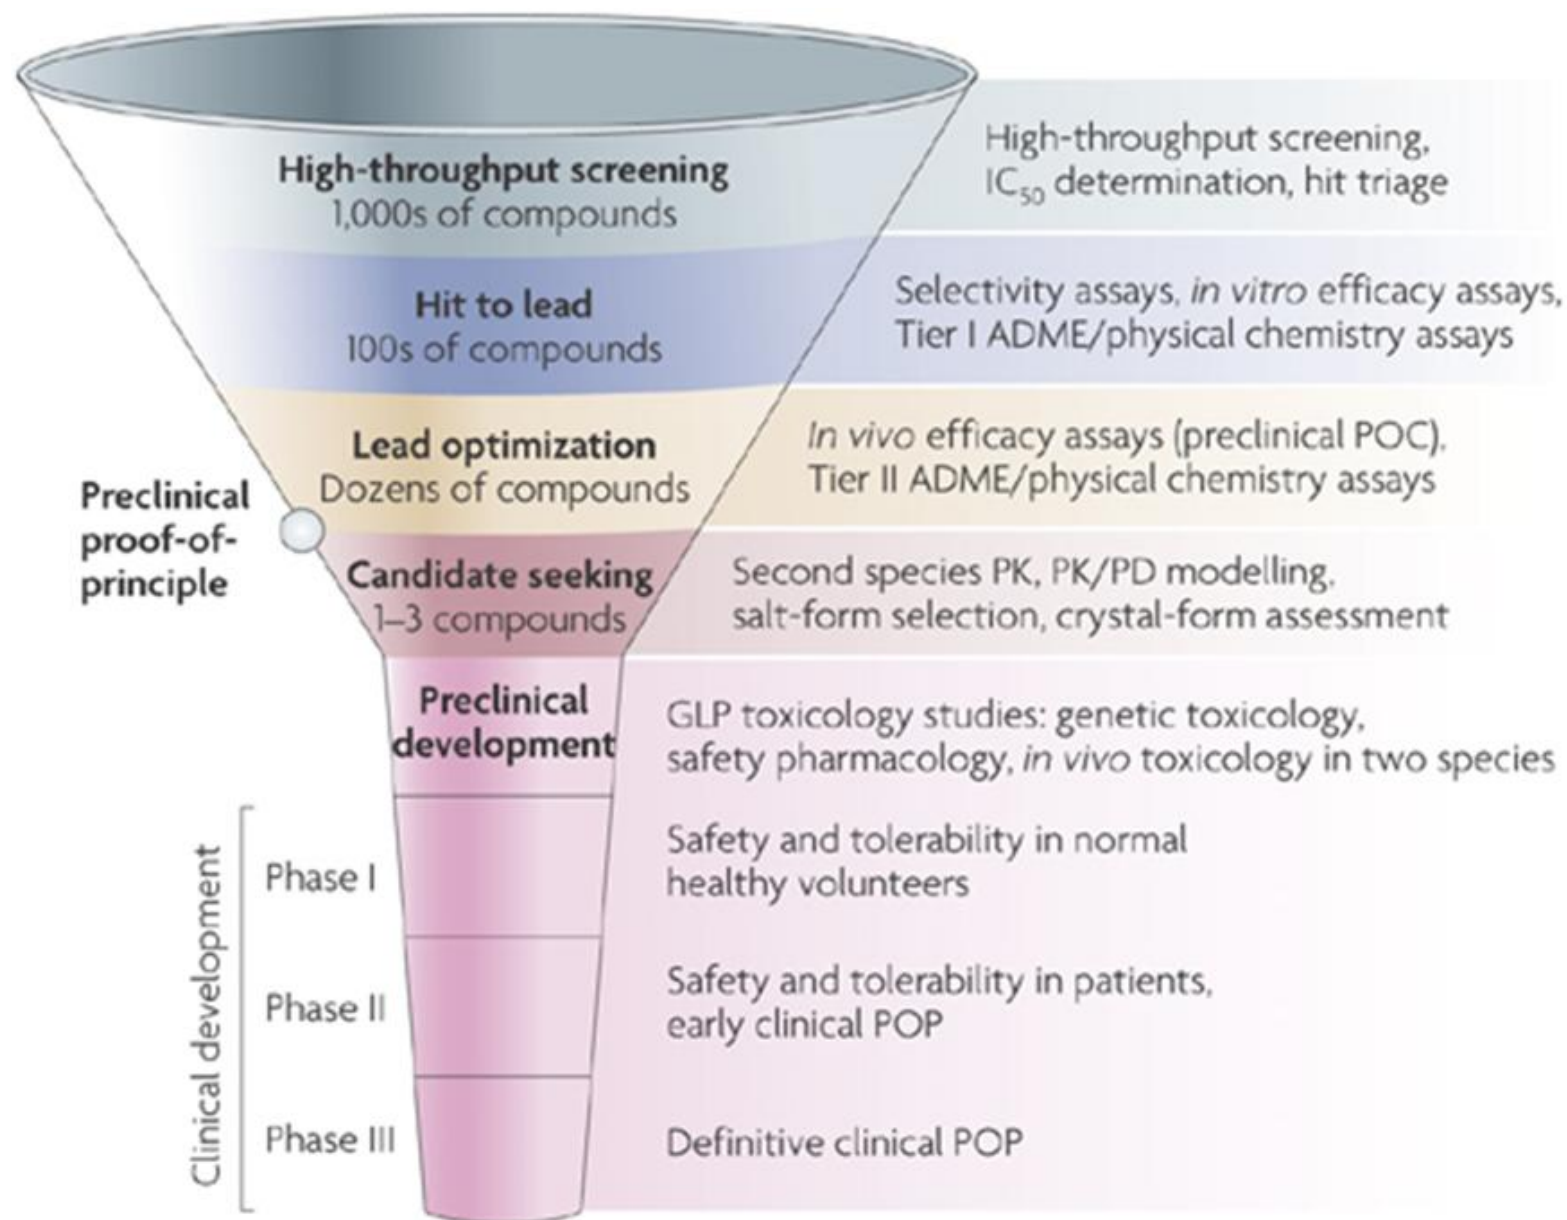 High-throughput screening
1,000s of compounds
High-throughput screening,
IC50 determination, hit triage
Hit to lead
100s of compounds
Selectivity assays, in vitro efficacy assays,
Tier I ADME/physical chemistry assays
Lead optimization
Dozens of compounds
In vivo efficacy assays (preclinical POC),
Tier II ADME/physical chemistry assays
Preclinical
proof-of-
principle
Candidate seeking
1–3 compounds
Second species PK, PK/PD modelling,
salt-form selection, crystal-form assessment
Preclinical
development
GLP toxicology studies: genetic toxicology,
safety pharmacology, in vivo toxicology in two species
Clinical development
Phase I
Safety and tolerability in normal
healthy volunteers
Phase II
Safety and tolerability in patients,
early clinical POP
Phase III
Definitive clinical POP